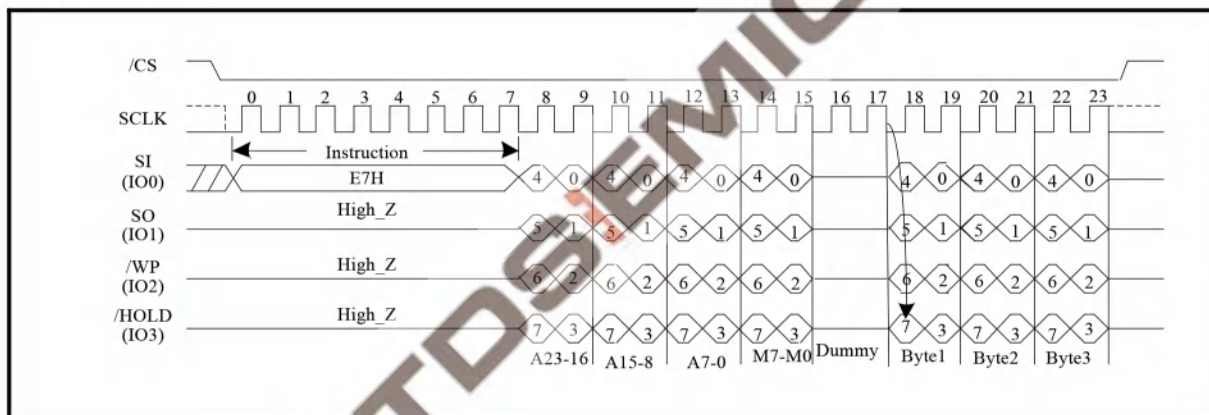 /CS
0 1 2 3 4 5 6 7 8 9 10 11 12 13 14 15 16 17 18 19 20 21 22 23
SCLK
SI
(IO0)
Instruction
E7H
4 0 4 0 4 0 4 0 4 0 4 0 4 0
SO
(IO1)
High_Z
5 1 5 1 5 1 5 1 5 1 5 1 5 1
/WP
(IO2)
High_Z
6 2 6 2 6 2 6 2 6 2 6 2 6 2
/HOLD
(IO3)
High_Z
7 3 7 3 7 3 7 3 7 3 7 3 7 3
A23-16 A15-8 A7-0 M7-M0 Dummy Byte1 Byte2 Byte3
TDSiEMIC